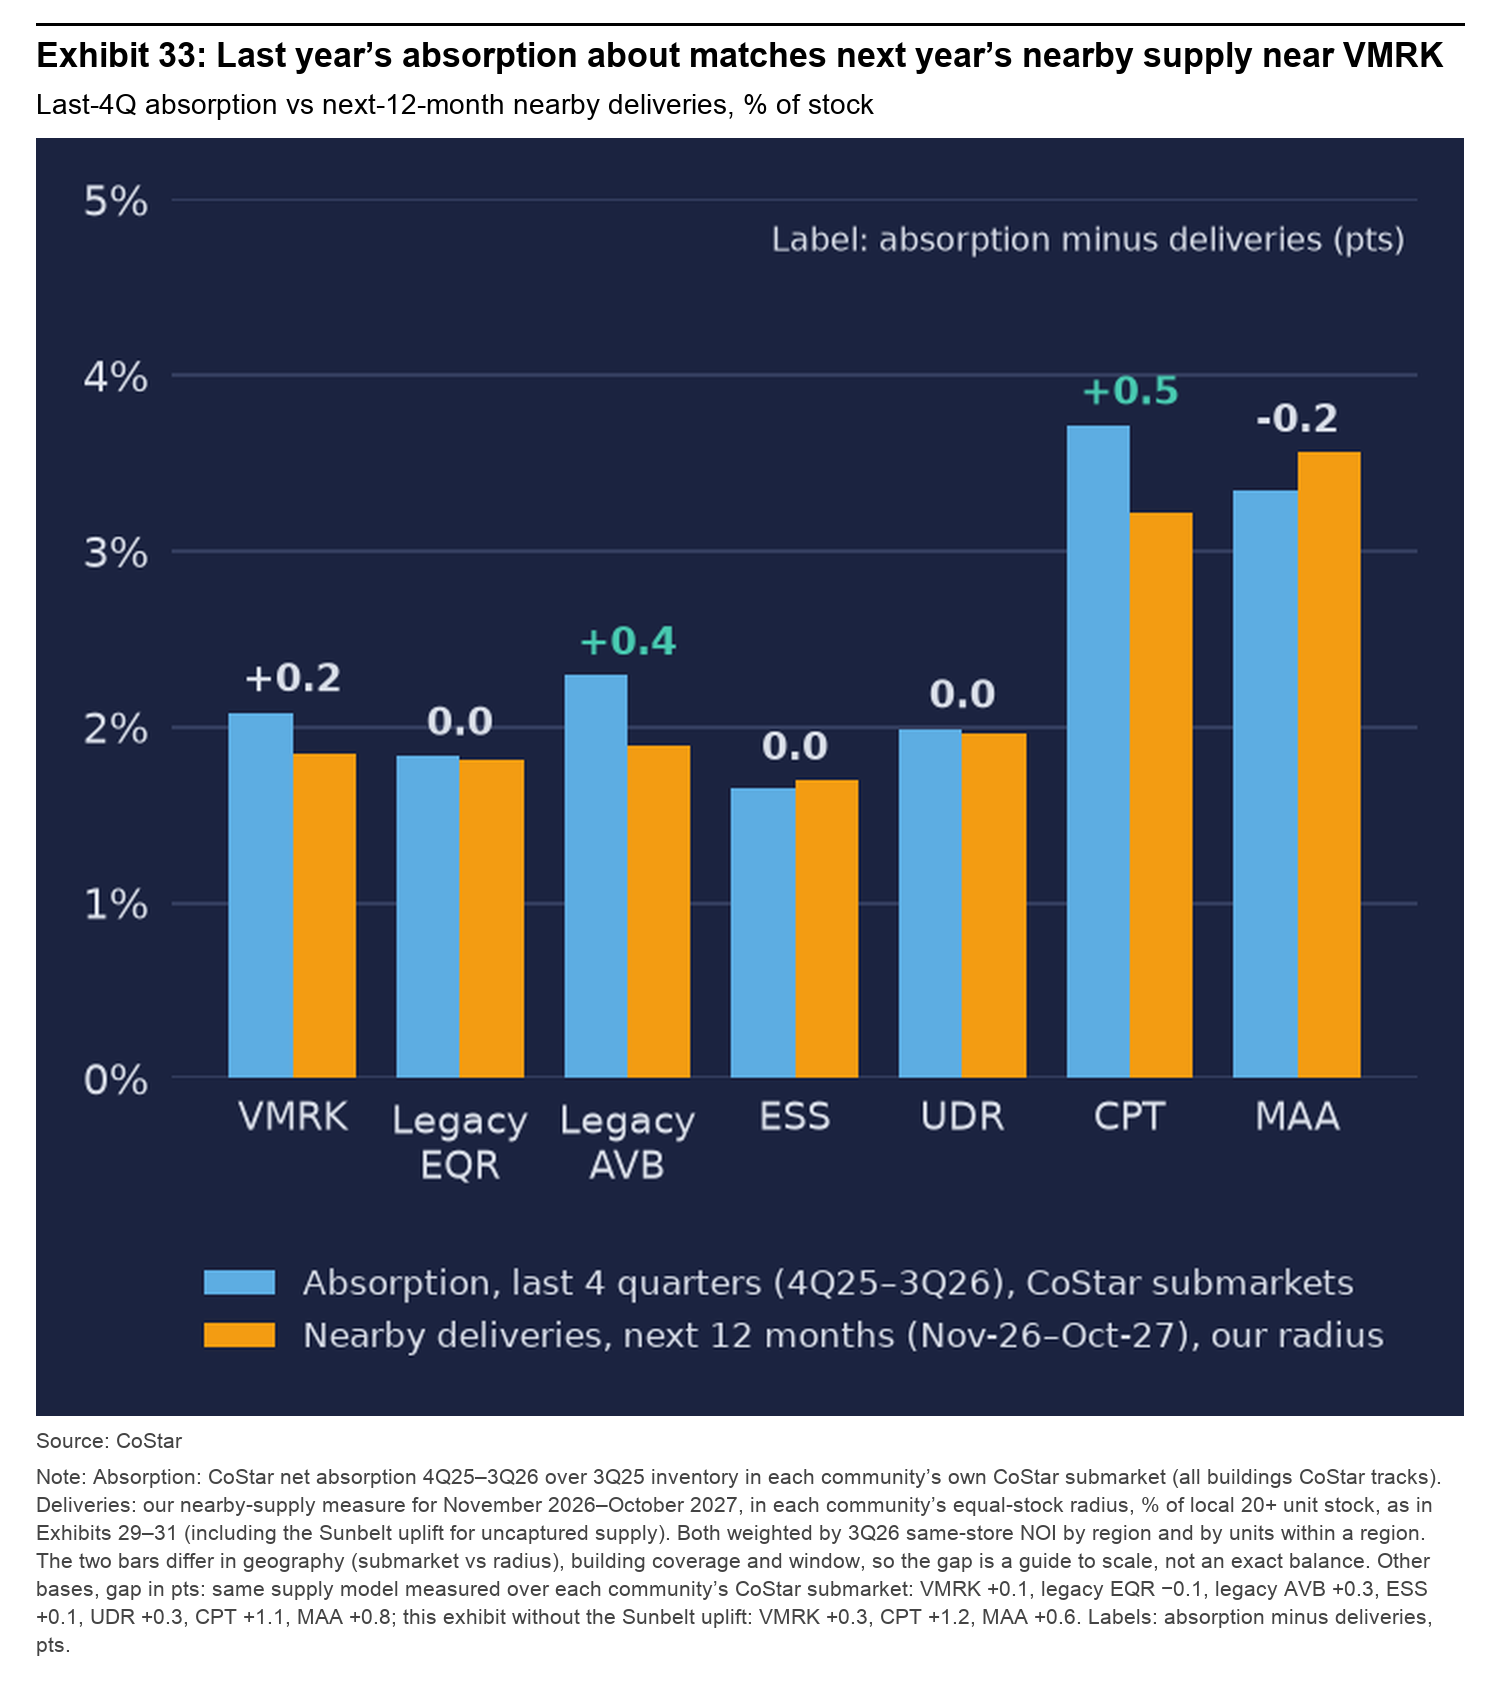 Exhibit 33: Last year’s absorption about matches next year’s nearby supply near VMRK
Last-4Q absorption vs next-12-month nearby deliveries, % of stock
5%
Label: absorption minus deliveries (pts)
4%
+0.5
-0.2
3%
+0.4
+0.2
0.0
0.0
0.0
2%
1%
0%
VMRK
Legacy EQR
Legacy AVB
ESS
UDR
CPT
MAA
Absorption, last 4 quarters (4Q25–3Q26), CoStar submarkets
Nearby deliveries, next 12 months (Nov-26–Oct-27), our radius
Source: CoStar
Note: Absorption: CoStar net absorption 4Q25–3Q26 over 3Q25 inventory in each community’s own CoStar submarket (all buildings CoStar tracks).
Deliveries: our nearby-supply measure for November 2026–October 2027, in each community’s equal-stock radius, % of local 20+ unit stock, as in
Exhibits 29–31 (including the Sunbelt uplift for uncaptured supply). Both weighted by 3Q26 same-store NOI by region and by units within a region.
The two bars differ in geography (submarket vs radius), building coverage and window, so the gap is a guide to scale, not an exact balance. Other
bases, gap in pts: same supply model measured over each community’s CoStar submarket: VMRK +0.1, legacy EQR −0.1, legacy AVB +0.3, ESS
+0.1, UDR +0.3, CPT +1.1, MAA +0.8; this exhibit without the Sunbelt uplift: VMRK +0.3, CPT +1.2, MAA +0.6. Labels: absorption minus deliveries,
pts.